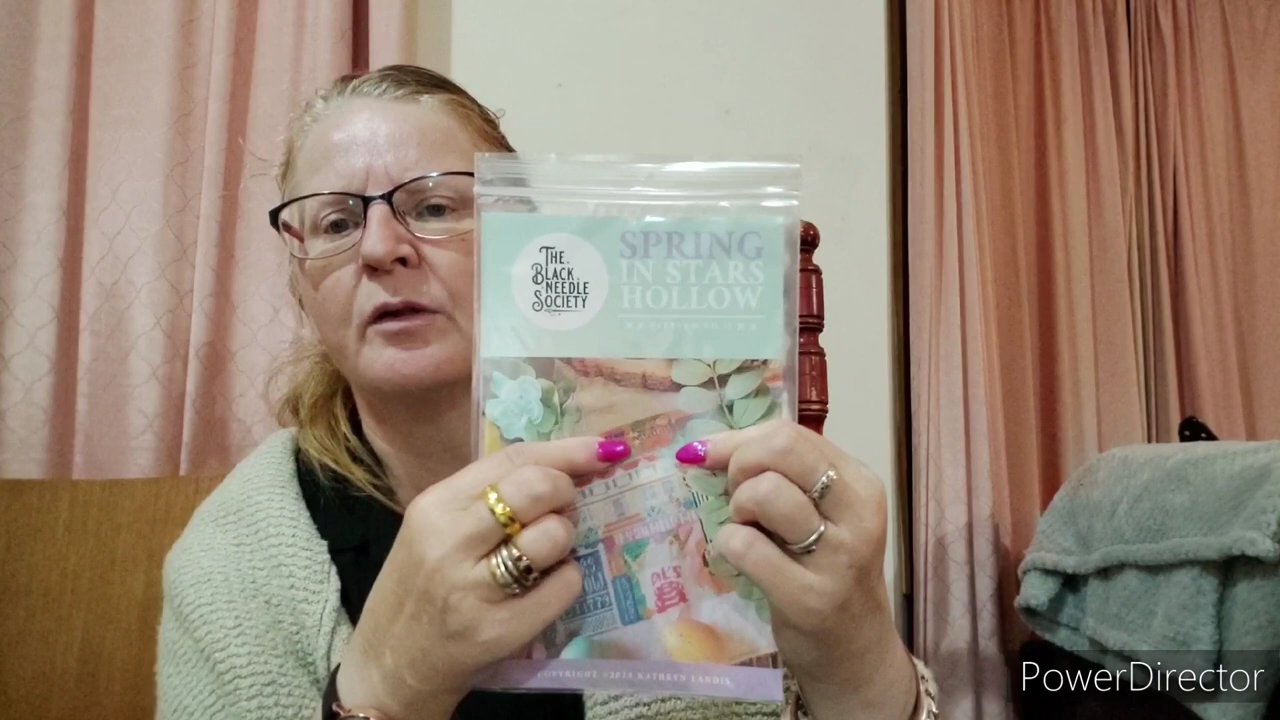 THE
BLACK
NEEDLE
SOCIETY
SPRING
IN STARS
HOLLOW
AL'S
COPYRIGHT ©2023 KATHRYN LANDIS
PowerDirector